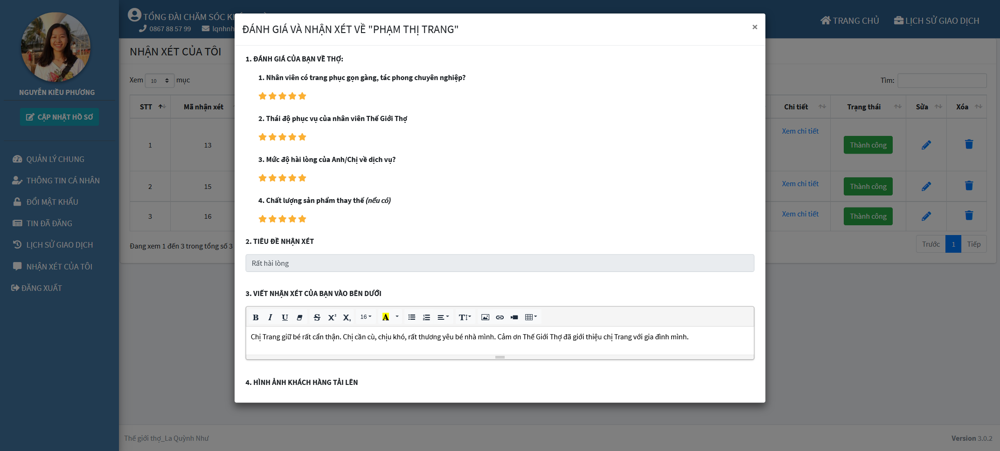 NGUYỄN KIỀU PHƯƠNG
CẬP NHẬT HỒ SƠ
QUẢN LÝ CHUNG
THÔNG TIN CÁ NHÂN
ĐỔI MẬT KHẨU
TIN ĐÃ ĐĂNG
LỊCH SỬ GIAO DỊCH
NHẬN XÉT CỦA TÔI
ĐĂNG XUẤT
TỔNG ĐÀI CHĂM SÓC
0867 88 57 99 lqnhnh
TRANG CHỦ LỊCH SỬ GIAO DỊCH
NHẬN XÉT CỦA TÔI
Xem 10 mục
Tìm:
STT Mã nhận xét Chi tiết Trạng thái Sửa Xóa
1 13 Xem chi tiết Thành công
2 15 Xem chi tiết Thành công
3 16 Xem chi tiết Thành công
Đang xem 1 đến 3 trong tổng số 3
Trước 1 Tiếp
ĐÁNH GIÁ VÀ NHẬN XÉT VỀ "PHẠM THỊ TRANG"
×
1. ĐÁNH GIÁ CỦA BẠN VỀ THỢ:
1. Nhân viên có trang phục gọn gàng, tác phong chuyên nghiệp?
2. Thái độ phục vụ của nhân viên Thế Giới Thợ
3. Mức độ hài lòng của Anh/Chị về dịch vụ?
4. Chất lượng sản phẩm thay thế (nếu có)
2. TIÊU ĐỀ NHẬN XÉT
Rất hài lòng
3. VIẾT NHẬN XÉT CỦA BẠN VÀO BÊN DƯỚI
B I U S X² X₂ 16 A T
Chị Trang giữ bé rất cẩn thận. Chị cần cù, chịu khó, rất thương yêu bé nhà mình. Cảm ơn Thế Giới Thợ đã giới thiệu chị Trang với gia đình mình.
4. HÌNH ẢNH KHÁCH HÀNG TẢI LÊN
Thế giới thợ_La Quỳnh Như
Version 3.0.2